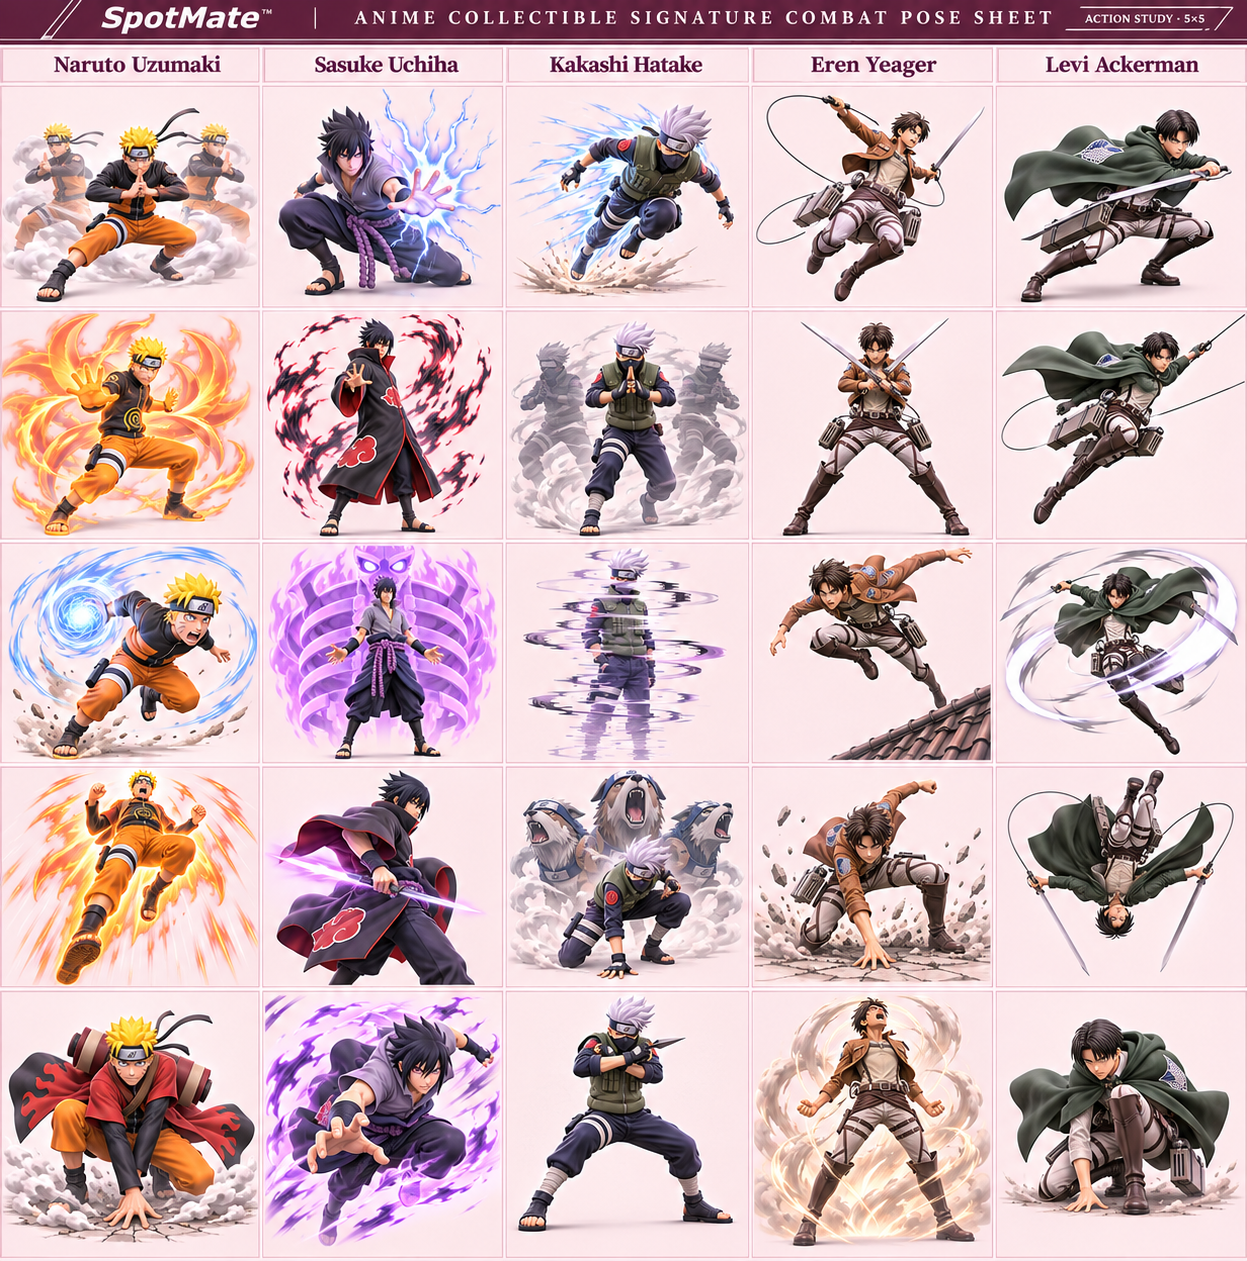 SpotMate™
ANIME COLLECTIBLE SIGNATURE COMBAT POSE SHEET
ACTION STUDY · 5×5
Naruto Uzumaki
Sasuke Uchiha
Kakashi Hatake
Eren Yeager
Levi Ackerman